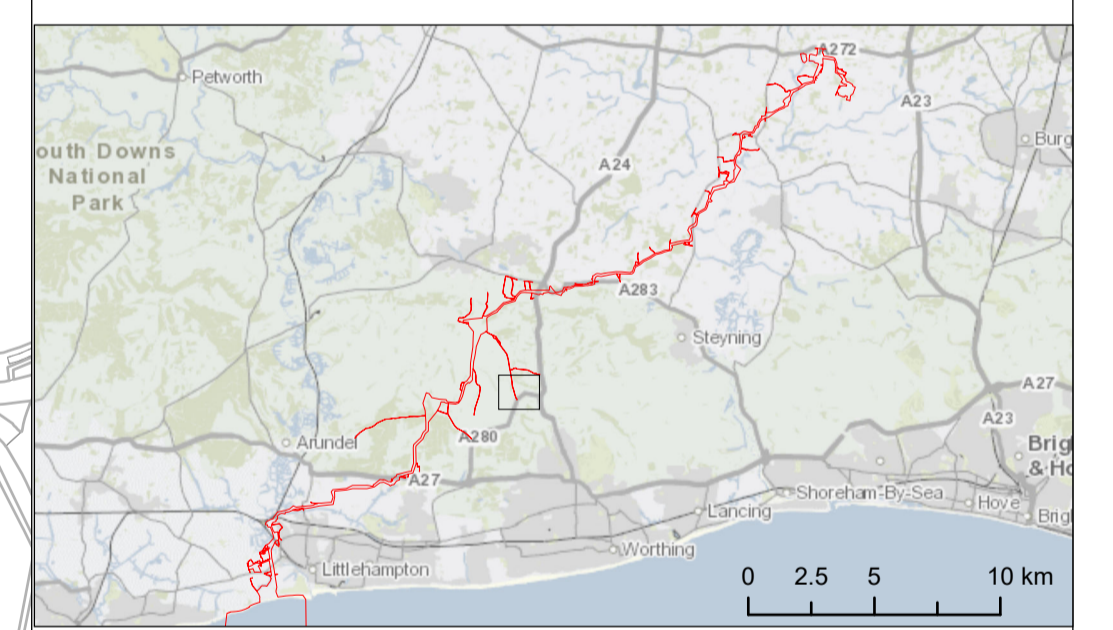 A272
Petworth
A23
Burg
outh Downs
National
Park
A24
A283
Steyning
A27
A23
Arundel
A280
Brig
& Ho
A27
Shoreham-By-Sea
Hove
Lancing
Brigl
Worthing
Littlehampton
0 2.5 5 10 km